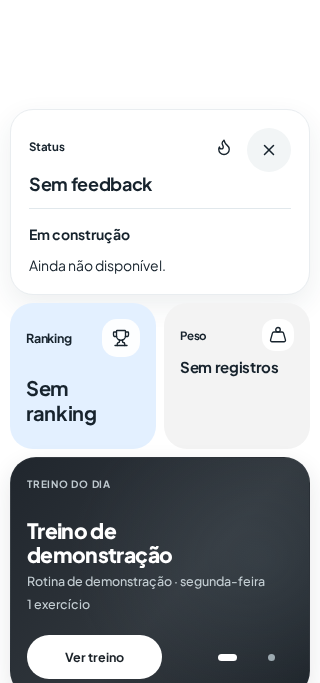 Status
Sem feedback
Em construção
Ainda não disponível.
Ranking
Sem
ranking
Peso
Sem registros
TREINO DO DIA
Treino de
demonstração
Rotina de demonstração · segunda-feira
1 exercício
Ver treino